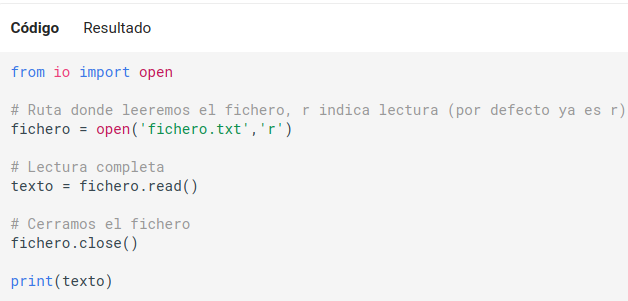 Código Resultado
from io import open
# Ruta donde leeremos el fichero, r indica lectura (por defecto ya es r)
fichero = open('fichero.txt','r')
# Lectura completa
texto = fichero.read()
# Cerramos el fichero
fichero.close()
print(texto)